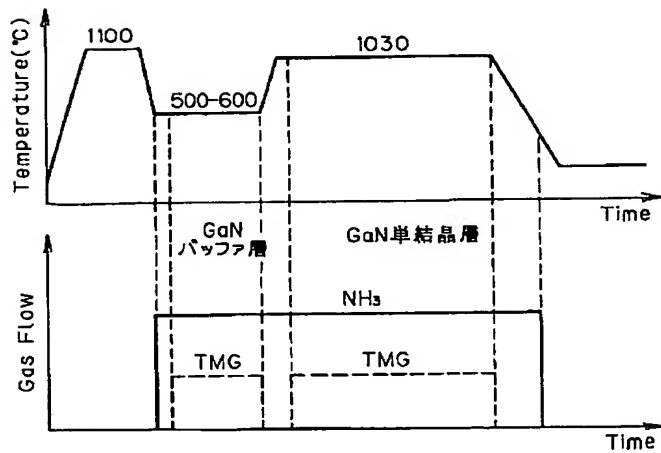 Temperature(°C)
1100
500-600
1030
Time
GaN
バッファ層
GaN単結晶層
Gas Flow
NH₃
TMG
TMG
Time